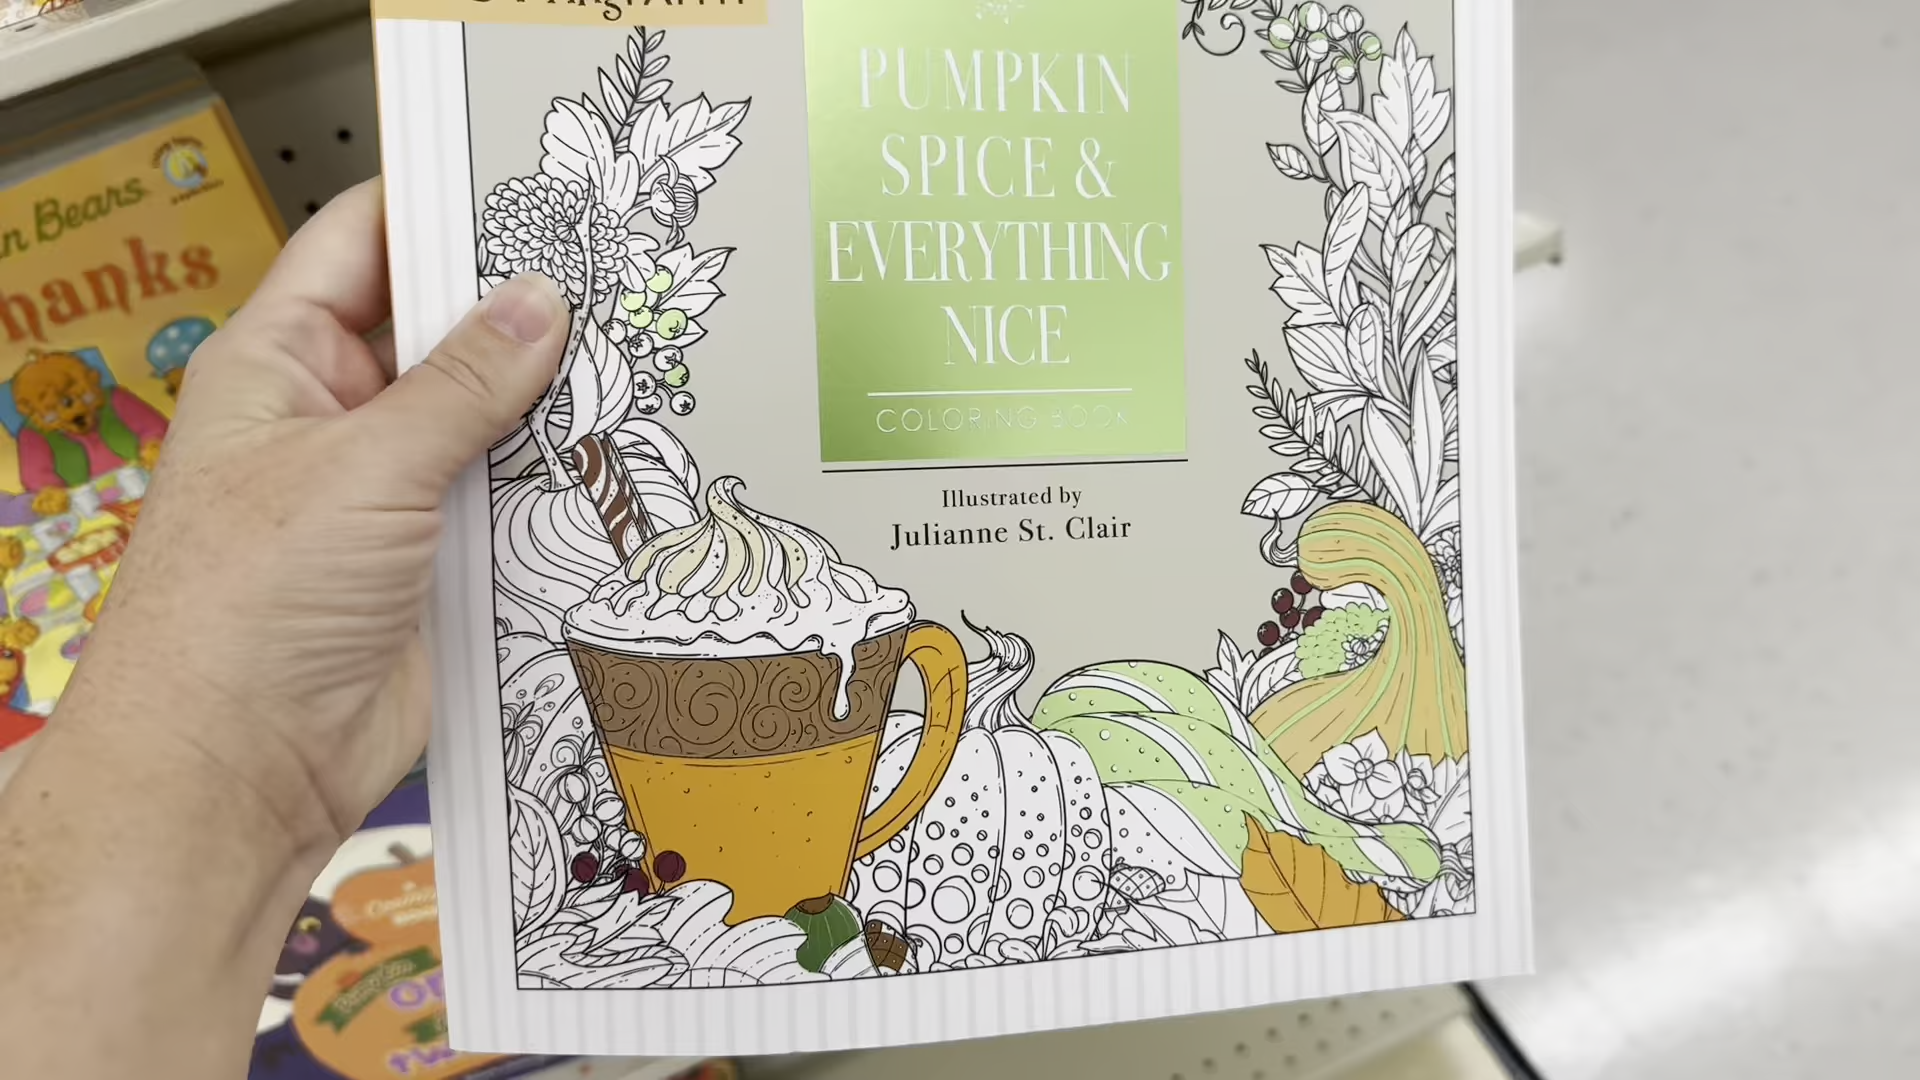 PUMPKIN
SPICE &
EVERYTHING
NICE
COLORING BOOK
Illustrated by
Julianne St. Clair
n Bears
hanks